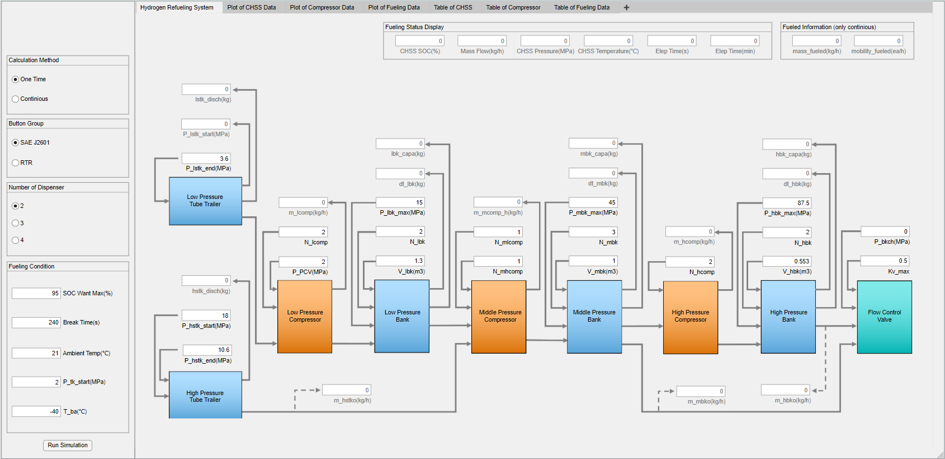 Hydrogen Refueling System
Plot of CHSS Data
Plot of Compressor Data
Plot of Fueling Data
Table of CHSS
Table of Compressor
Table of Fueling Data
+
Fueling Status Display
0
0
0
0
0
0
CHSS SOC(%)
Mass Flow(kg/h)
CHSS Pressure(MPa)
CHSS Temperature(°C)
Elep Time(s)
Elep Time(min)
Fueled Information (only continious)
0
0
mass_fueled(kg/h)
mobility_fueled(ea/h)
Calculation Method
One Time
Continious
Button Group
SAE J2601
RTR
Number of Dispenser
2
3
4
Fueling Condition
95 SOC Want Max(%)
240 Break Time(s)
21 Ambient Temp(°C)
2 P_tk_start(MPa)
-40 T_ba(°C)
Run Simulation
0
lstk_disch(kg)
0
P_lstk_start(MPa)
3.6
P_lstk_end(MPa)
Low Pressure
Tube Trailer
0
hstk_disch(kg)
18
P_hstk_start(MPa)
10.6
P_hstk_end(MPa)
High Pressure
Tube Trailer
0
m_lcomp(kg/h)
2
N_lcomp
2
P_PCV(MPa)
Low Pressure
Compressor
0
m_hstko(kg/h)
0
lbk_capa(kg)
0
dt_lbk(kg)
15
P_lbk_max(MPa)
2
N_lbk
1.3
V_lbk(m3)
Low Pressure
Bank
0
m_mcomp_h(kg/h)
1
N_mlcomp
1
N_mhcomp
Middle Pressure
Compressor
0
mbk_capa(kg)
0
dt_mbk(kg)
45
P_mbk_max(MPa)
3
N_mbk
1
V_mbk(m3)
Middle Pressure
Bank
0
m_hcomp(kg/h)
2
N_hcomp
High Pressure
Compressor
0
m_mbko(kg/h)
0
hbk_capa(kg)
0
dt_hbk(kg)
87.5
P_hbk_max(MPa)
2
N_hbk
0.553
V_hbk(m3)
High Pressure
Bank
0
m_hbko(kg/h)
0
P_bkch(MPa)
0.5
Kv_max
Flow Control
Valve